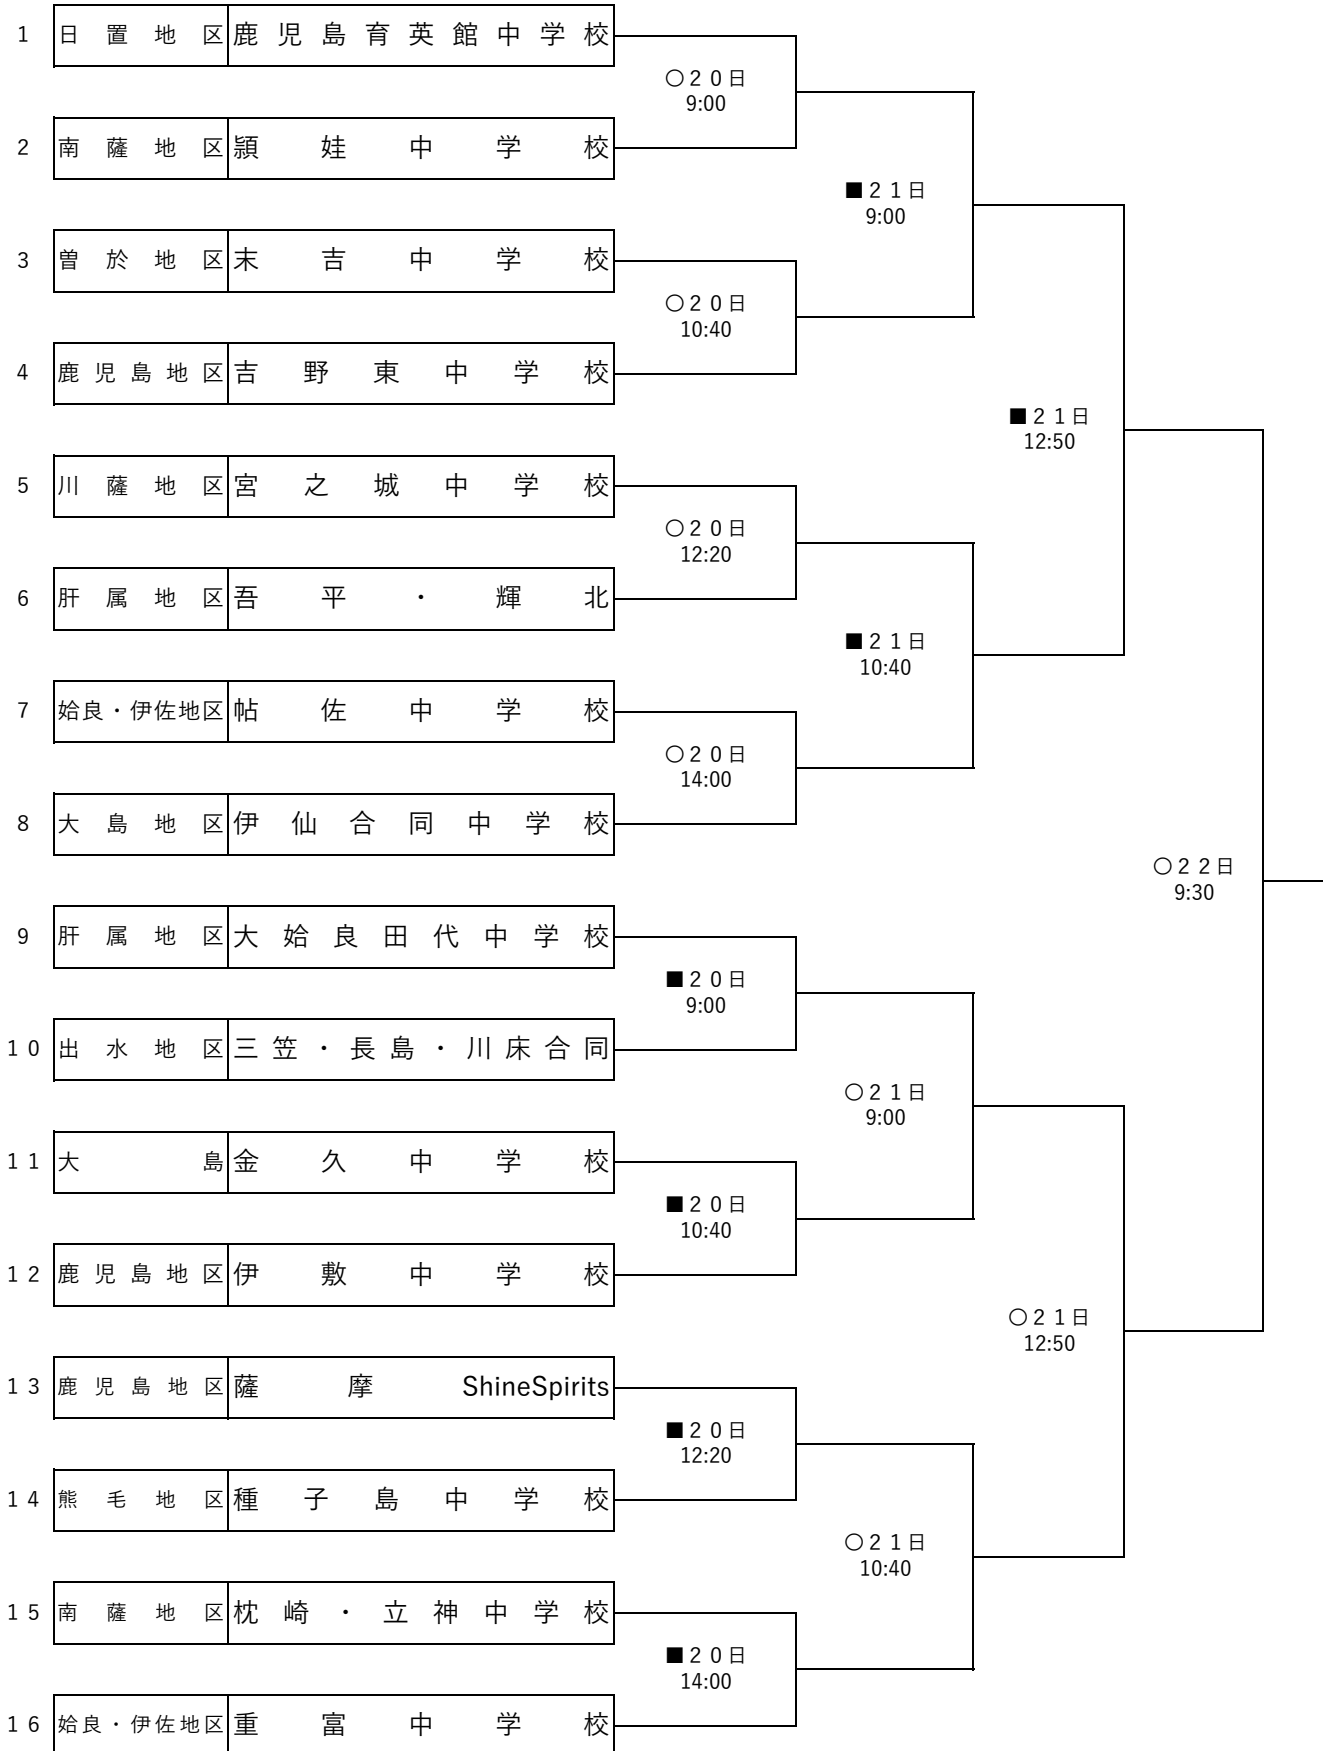 1 日置地区 鹿児島育英館中学校
○２０日
9:00
2 南薩地区 頴娃中学校
■２１日
9:00
3 曽於地区 末吉中学校
○２０日
10:40
4 鹿児島地区 吉野東中学校
■２１日
12:50
5 川薩地区 宮之城中学校
○２０日
12:20
6 肝属地区 吾平・輝北
■２１日
10:40
7 姶良・伊佐地区 帖佐中学校
○２０日
14:00
8 大島地区 伊仙合同中学校
○２２日
9:30
9 肝属地区 大姶良田代中学校
■２０日
9:00
１０ 出水地区 三笠・長島・川床合同
○２１日
9:00
１１ 大島 金久中学校
■２０日
10:40
１２ 鹿児島地区 伊敷中学校
○２１日
12:50
１３ 鹿児島地区 薩摩ShineSpirits
■２０日
12:20
１４ 熊毛地区 種子島中学校
○２１日
10:40
１５ 南薩地区 枕崎・立神中学校
■２０日
14:00
１６ 姶良・伊佐地区 重富中学校